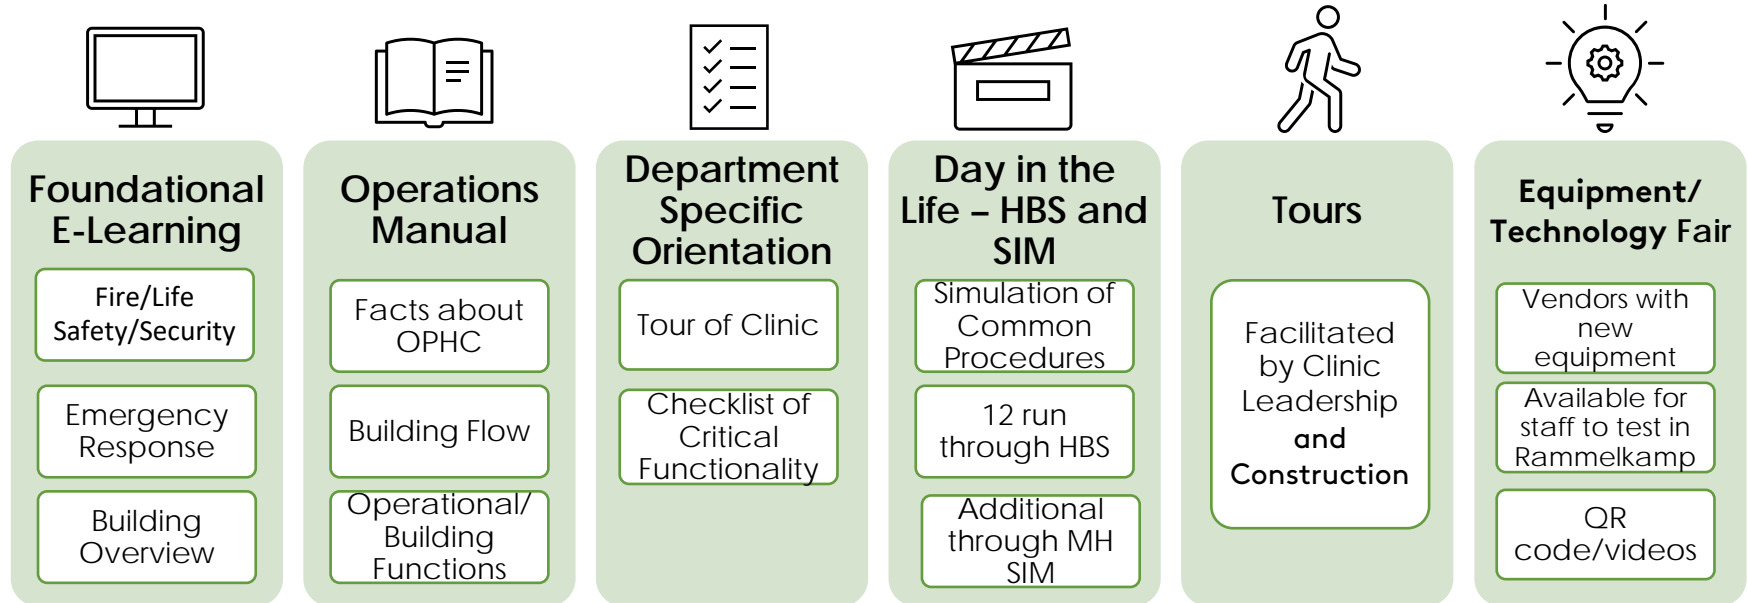 Foundational
E-Learning
Fire/Life
Safety/Security
Emergency
Response
Building
Overview
Operations
Manual
Facts about
OPHC
Building Flow
Operational/
Building
Functions
Department
Specific
Orientation
Tour of Clinic
Checklist of
Critical
Functionality
Day in the
Life – HBS and
SIM
Simulation of
Common
Procedures
12 run
through HBS
Additional
through MH
SIM
Tours
Facilitated
by Clinic
Leadership
and
Construction
Equipment/
Technology Fair
Vendors with
new
equipment
Available for
staff to test in
Rammelkamp
QR
code/videos